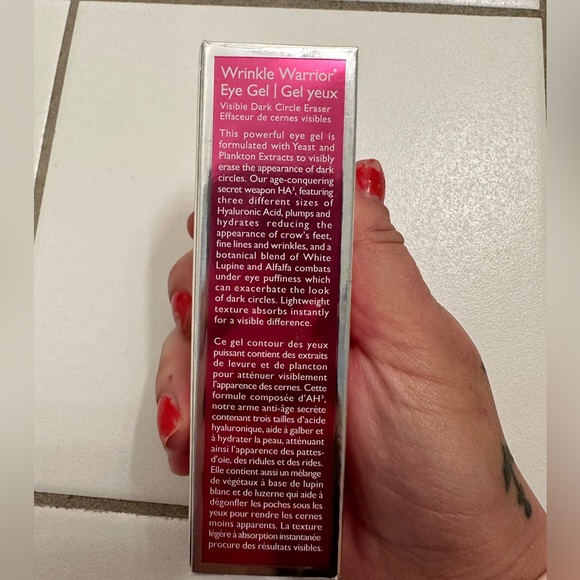 Wrinkle Warrior®
Eye Gel | Gel yeux
Visible Dark Circle Eraser
Effaceur de cernes visibles
This powerful eye gel is
formulated with Yeast and
Plankton Extracts to visibly
erase the appearance of dark
circles. Our age-conquering
secret weapon HA³, featuring
three different sizes of
Hyaluronic Acid, plumps and
hydrates reducing the
appearance of crow's feet,
fine lines and wrinkles, and a
botanical blend of White
Lupine and Alfalfa combats
under eye puffiness which
can exacerbate the look
of dark circles. Lightweight
texture absorbs instantly
for a visible difference.
Ce gel contour des yeux
puissant contient des extraits
de levure et de plancton
pour atténuer visiblement
l'apparence des cernes. Cette
formule composée d'AH³,
notre arme anti-âge secrète
contenant trois tailles d'acide
hyaluronique, aide à galber et
à hydrater la peau, atténuant
ainsi l'apparence des pattes-
d'oie, des ridules et des rides.
Elle contient aussi un mélange
de végétaux à base de lupin
blanc et de luzerne qui aide à
dégonfler les poches sous les
yeux pour rendre les cernes
moins apparents. La texture
légère à absorption instantanée
procure des résultats visibles.